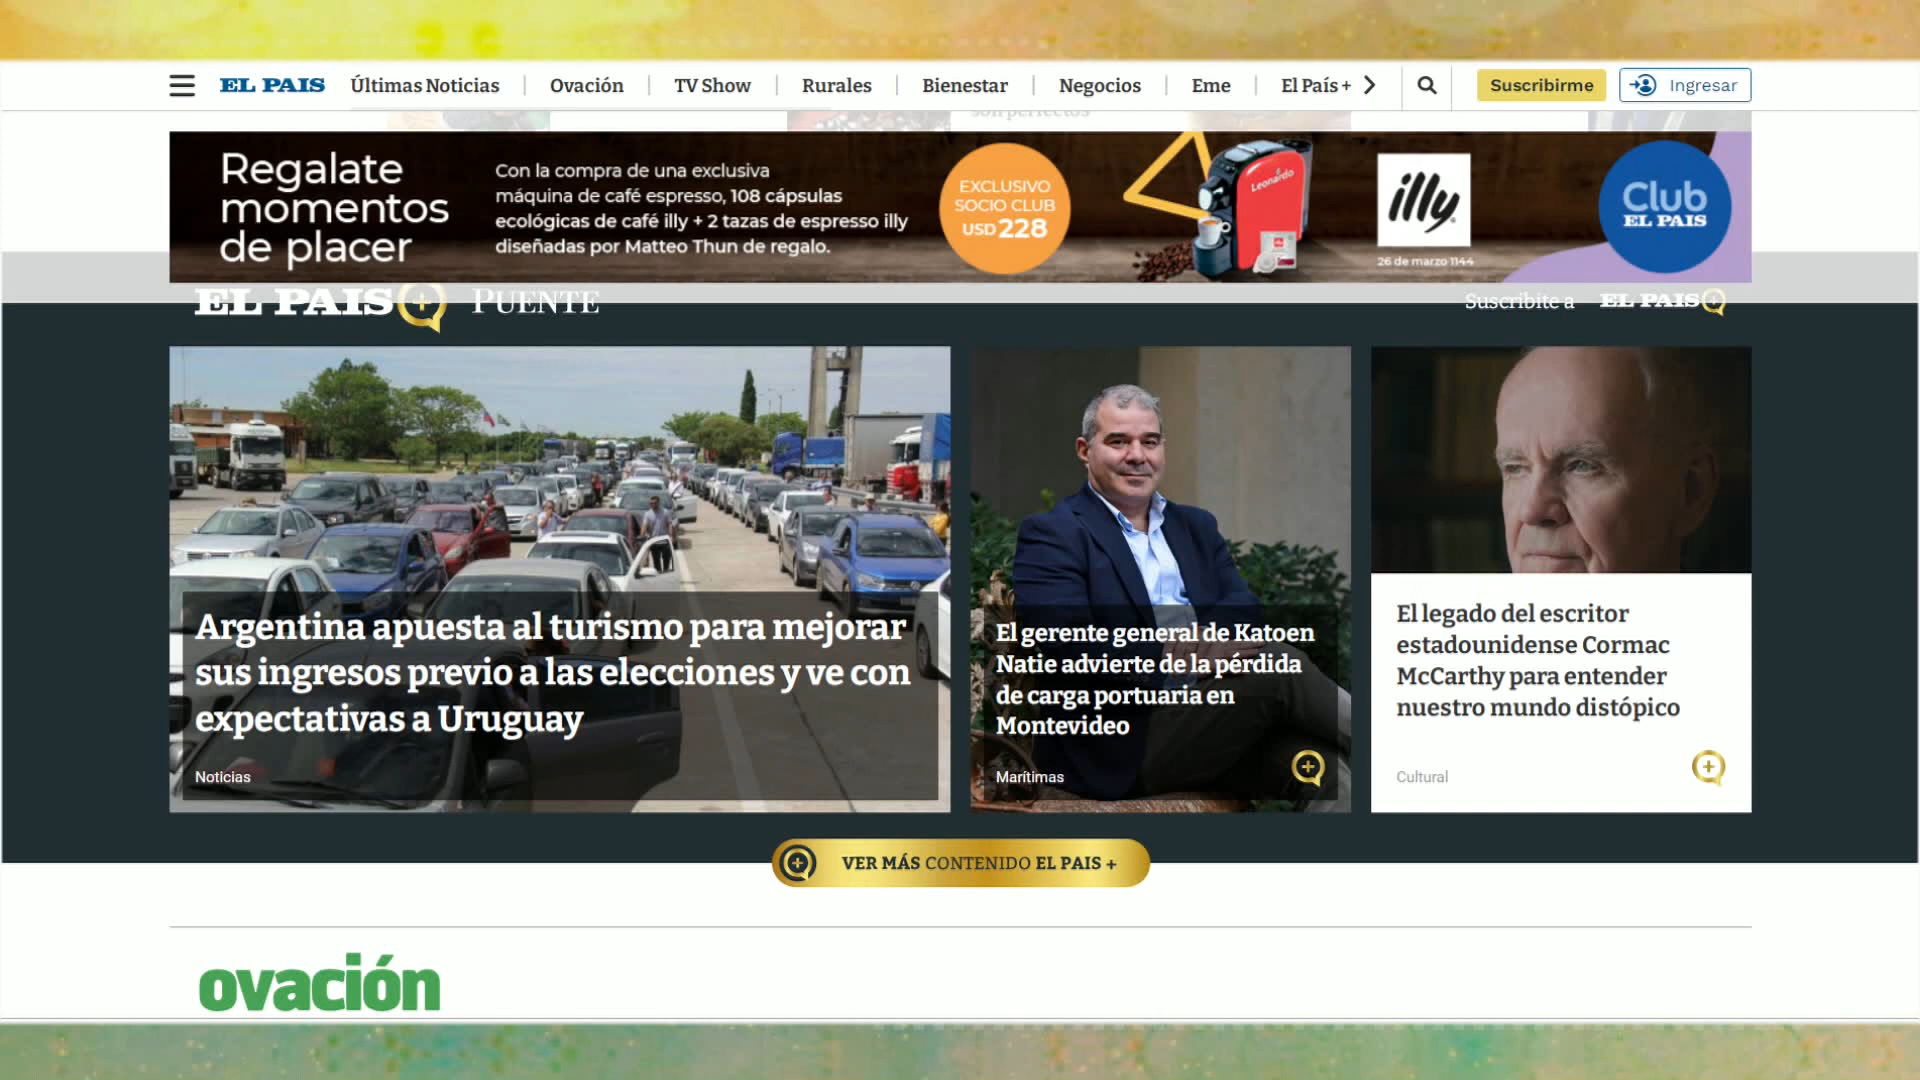 EL PAIS Últimas Noticias Ovación TV Show Rurales Bienestar Negocios Eme El País + Suscribirme Ingresar
son perfectos
Regalate
momentos
de placer
Con la compra de una exclusiva
máquina de café espresso, 108 cápsulas
ecológicas de café illy + 2 tazas de espresso illy
diseñadas por Matteo Thun de regalo.
EXCLUSIVO
SOCIO CLUB
USD 228
Leonardo
illy
26 de marzo 1144
Club
EL PAIS
EL PAIS + PUENTE
Suscribite a EL PAIS +
Argentina apuesta al turismo para mejorar
sus ingresos previo a las elecciones y ve con
expectativas a Uruguay
Noticias
El gerente general de Katoen
Natie advierte de la pérdida
de carga portuaria en
Montevideo
Marítimas
El legado del escritor
estadounidense Cormac
McCarthy para entender
nuestro mundo distópico
Cultural
VER MÁS CONTENIDO EL PAIS +
ovación